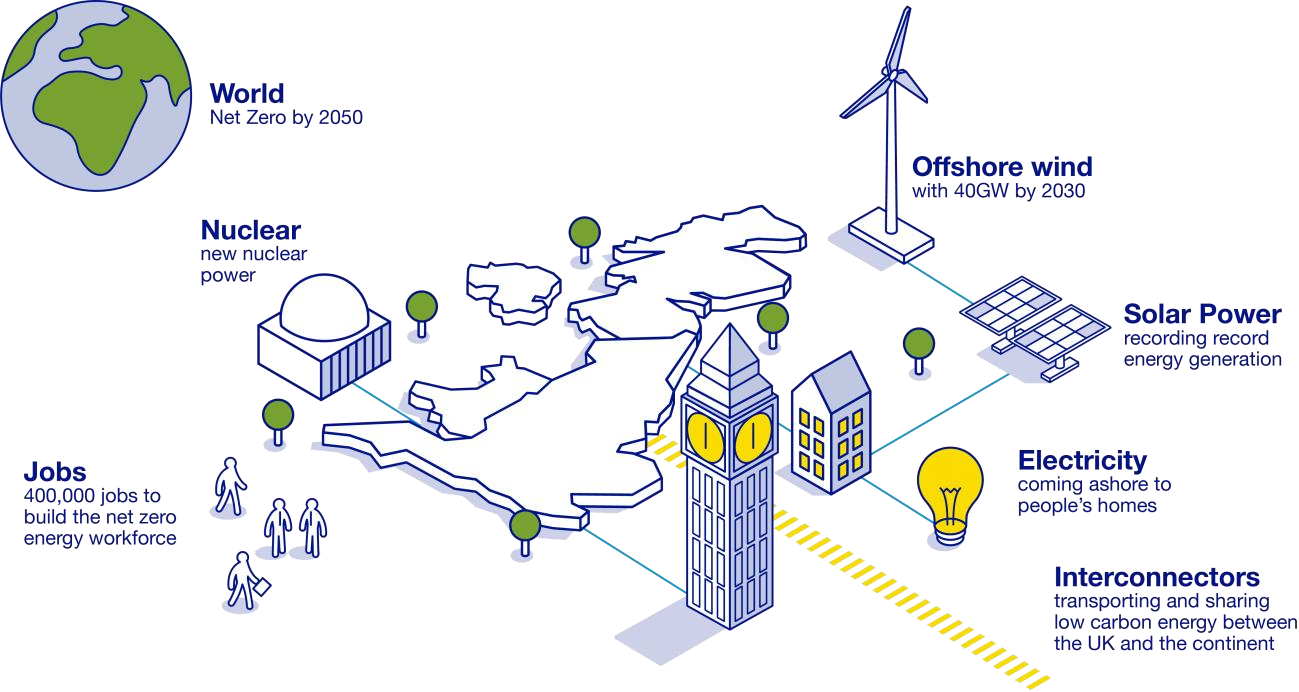 World
Net Zero by 2050
Offshore wind
with 40GW by 2030
Nuclear
new nuclear
power
Solar Power
recording record
energy generation
Jobs
400,000 jobs to
build the net zero
energy workforce
Electricity
coming ashore to
people's homes
Interconnectors
transporting and sharing
low carbon energy between
the UK and the continent